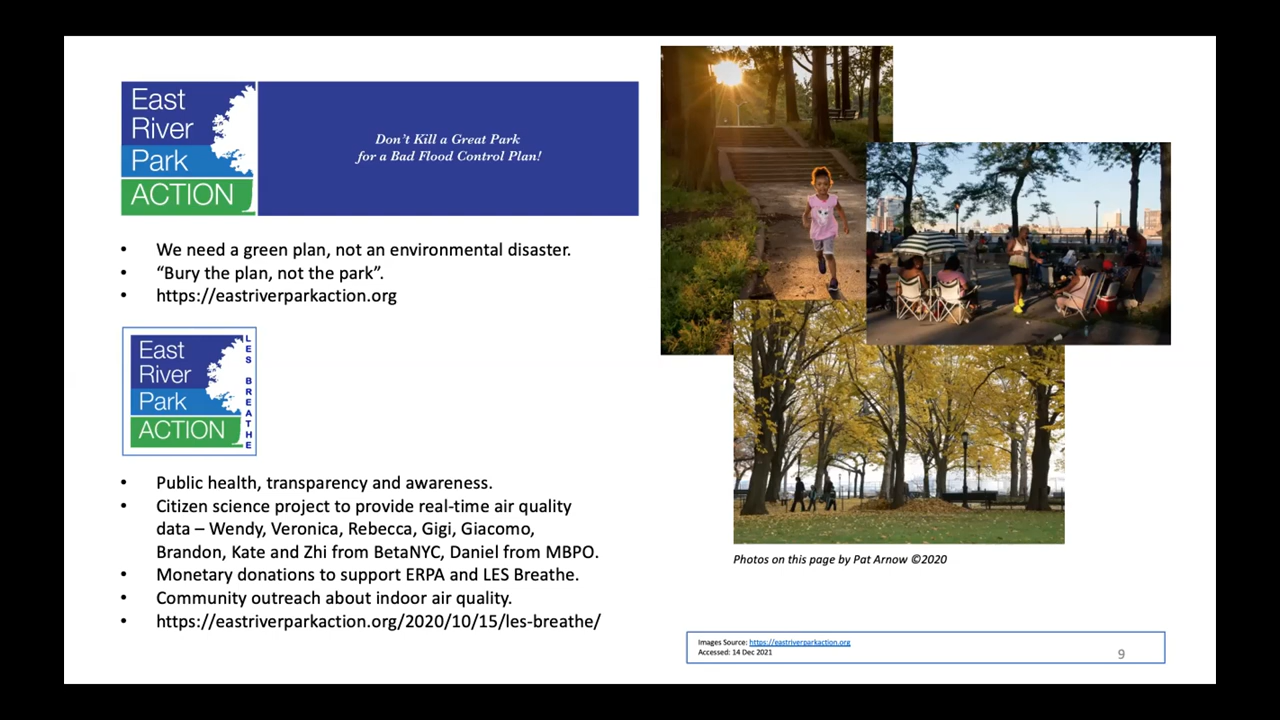 East
River
Park
ACTION
Don't Kill a Great Park
for a Bad Flood Control Plan!
• We need a green plan, not an environmental disaster.
• “Bury the plan, not the park”.
• https://eastriverparkaction.org
East
River
Park
ACTION
LES BREATHE
• Public health, transparency and awareness.
• Citizen science project to provide real-time air quality
data – Wendy, Veronica, Rebecca, Gigi, Giacomo,
Brandon, Kate and Zhi from BetaNYC, Daniel from MBPO.
• Monetary donations to support ERPA and LES Breathe.
• Community outreach about indoor air quality.
• https://eastriverparkaction.org/2020/10/15/les-breathe/
Photos on this page by Pat Arnow ©2020
Images Source: https://eastriverparkaction.org
Accessed: 14 Dec 2021
9